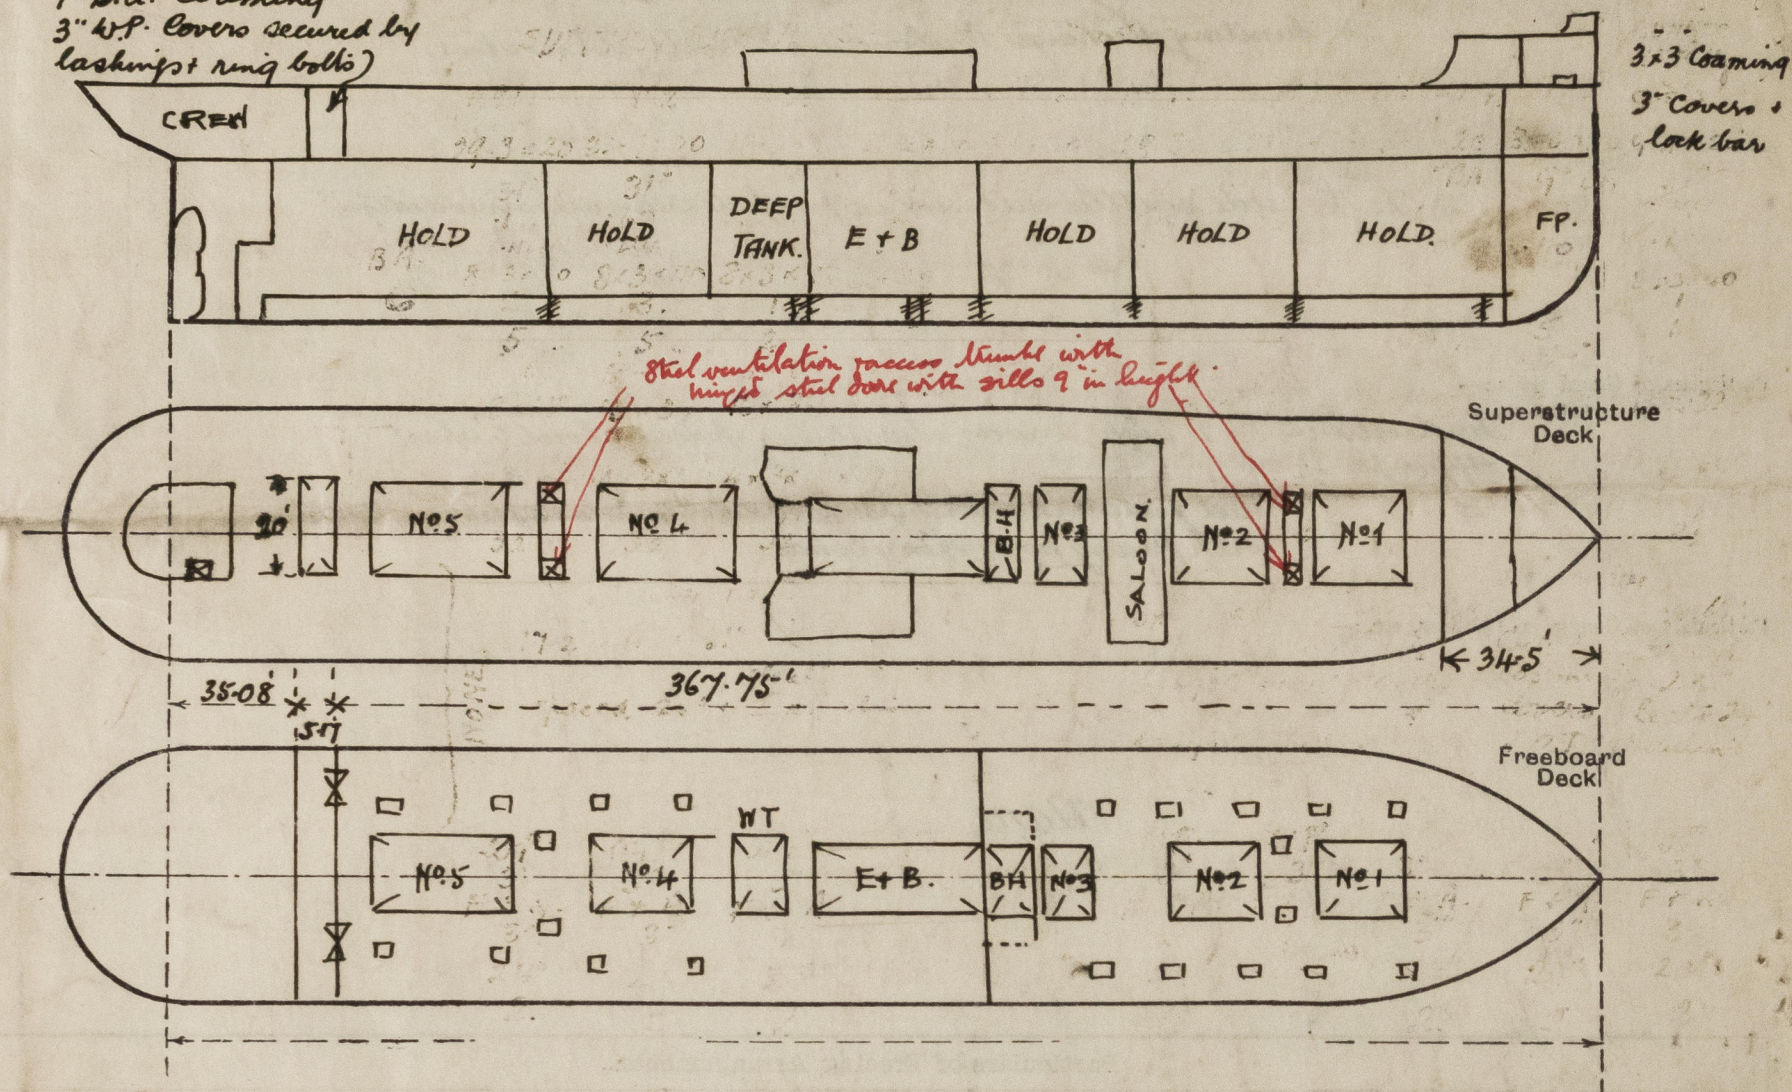 3" W.P. Covers secured by
lashings + ring bolts)
3"x3" Coaming
3" Covers +
lock bar
CREW
HOLD
HOLD
DEEP
TANK.
E + B
HOLD
HOLD
HOLD.
FP.
Steel ventilation access trunks with
hinged steel doors with sills 9" in height
Superstructure
Deck
20'
No 5
No 4
B-H
No 3
SALOON.
No 2
No 1
34.5'
35.08'
367.75'
5.17
Freeboard
Deck
WT
No 5
No 4
E + B.
BH
No 3
No 2
No 1